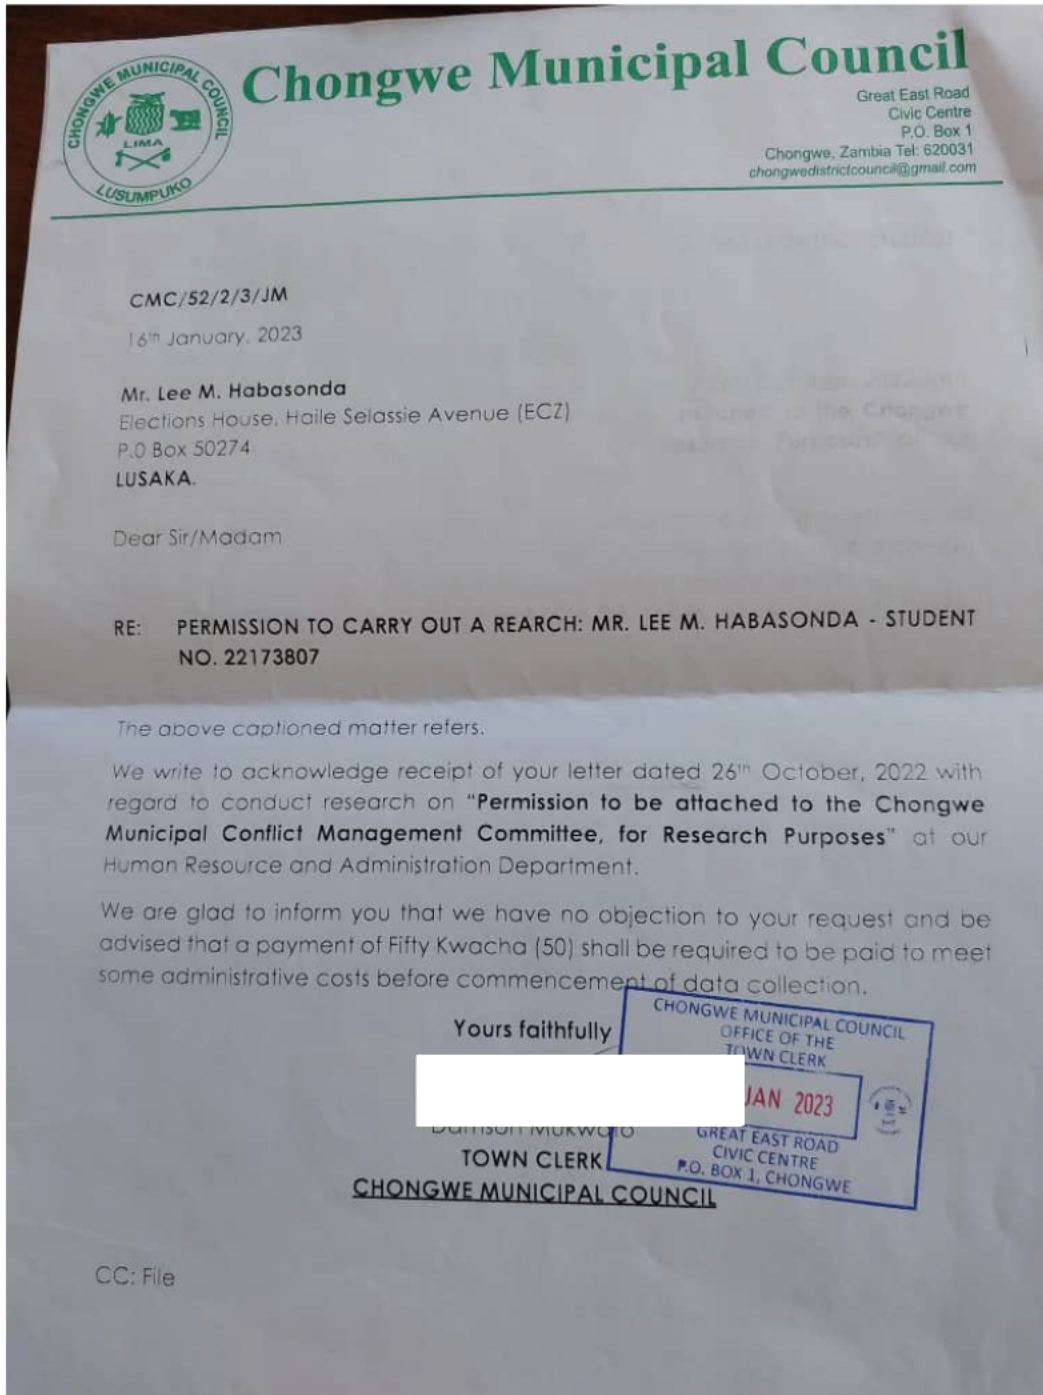 CHONGWE MUNICIPAL COUNCIL
LIMA
LUSUMPUKO
Chongwe Municipal Council
Great East Road
Civic Centre
P.O. Box 1
Chongwe, Zambia Tel: 620031
chongwedistrictcouncil@gmail.com
CMC/52/2/3/JM
16th January, 2023
Mr. Lee M. Habasonda
Elections House, Haile Selassie Avenue (ECZ)
P.O Box 50274
LUSAKA.
Dear Sir/Madam
RE: PERMISSION TO CARRY OUT A REARCH: MR. LEE M. HABASONDA - STUDENT
NO. 22173807
The above captioned matter refers.
We write to acknowledge receipt of your letter dated 26th October, 2022 with
regard to conduct research on "Permission to be attached to the Chongwe
Municipal Conflict Management Committee, for Research Purposes" at our
Human Resource and Administration Department.
We are glad to inform you that we have no objection to your request and be
advised that a payment of Fifty Kwacha (50) shall be required to be paid to meet
some administrative costs before commencement of data collection.
Yours faithfully
TOWN CLERK
CHONGWE MUNICIPAL COUNCIL
CHONGWE MUNICIPAL COUNCIL
OFFICE OF THE
TOWN CLERK
JAN 2023
GREAT EAST ROAD
CIVIC CENTRE
P.O. BOX 1, CHONGWE
CC: File